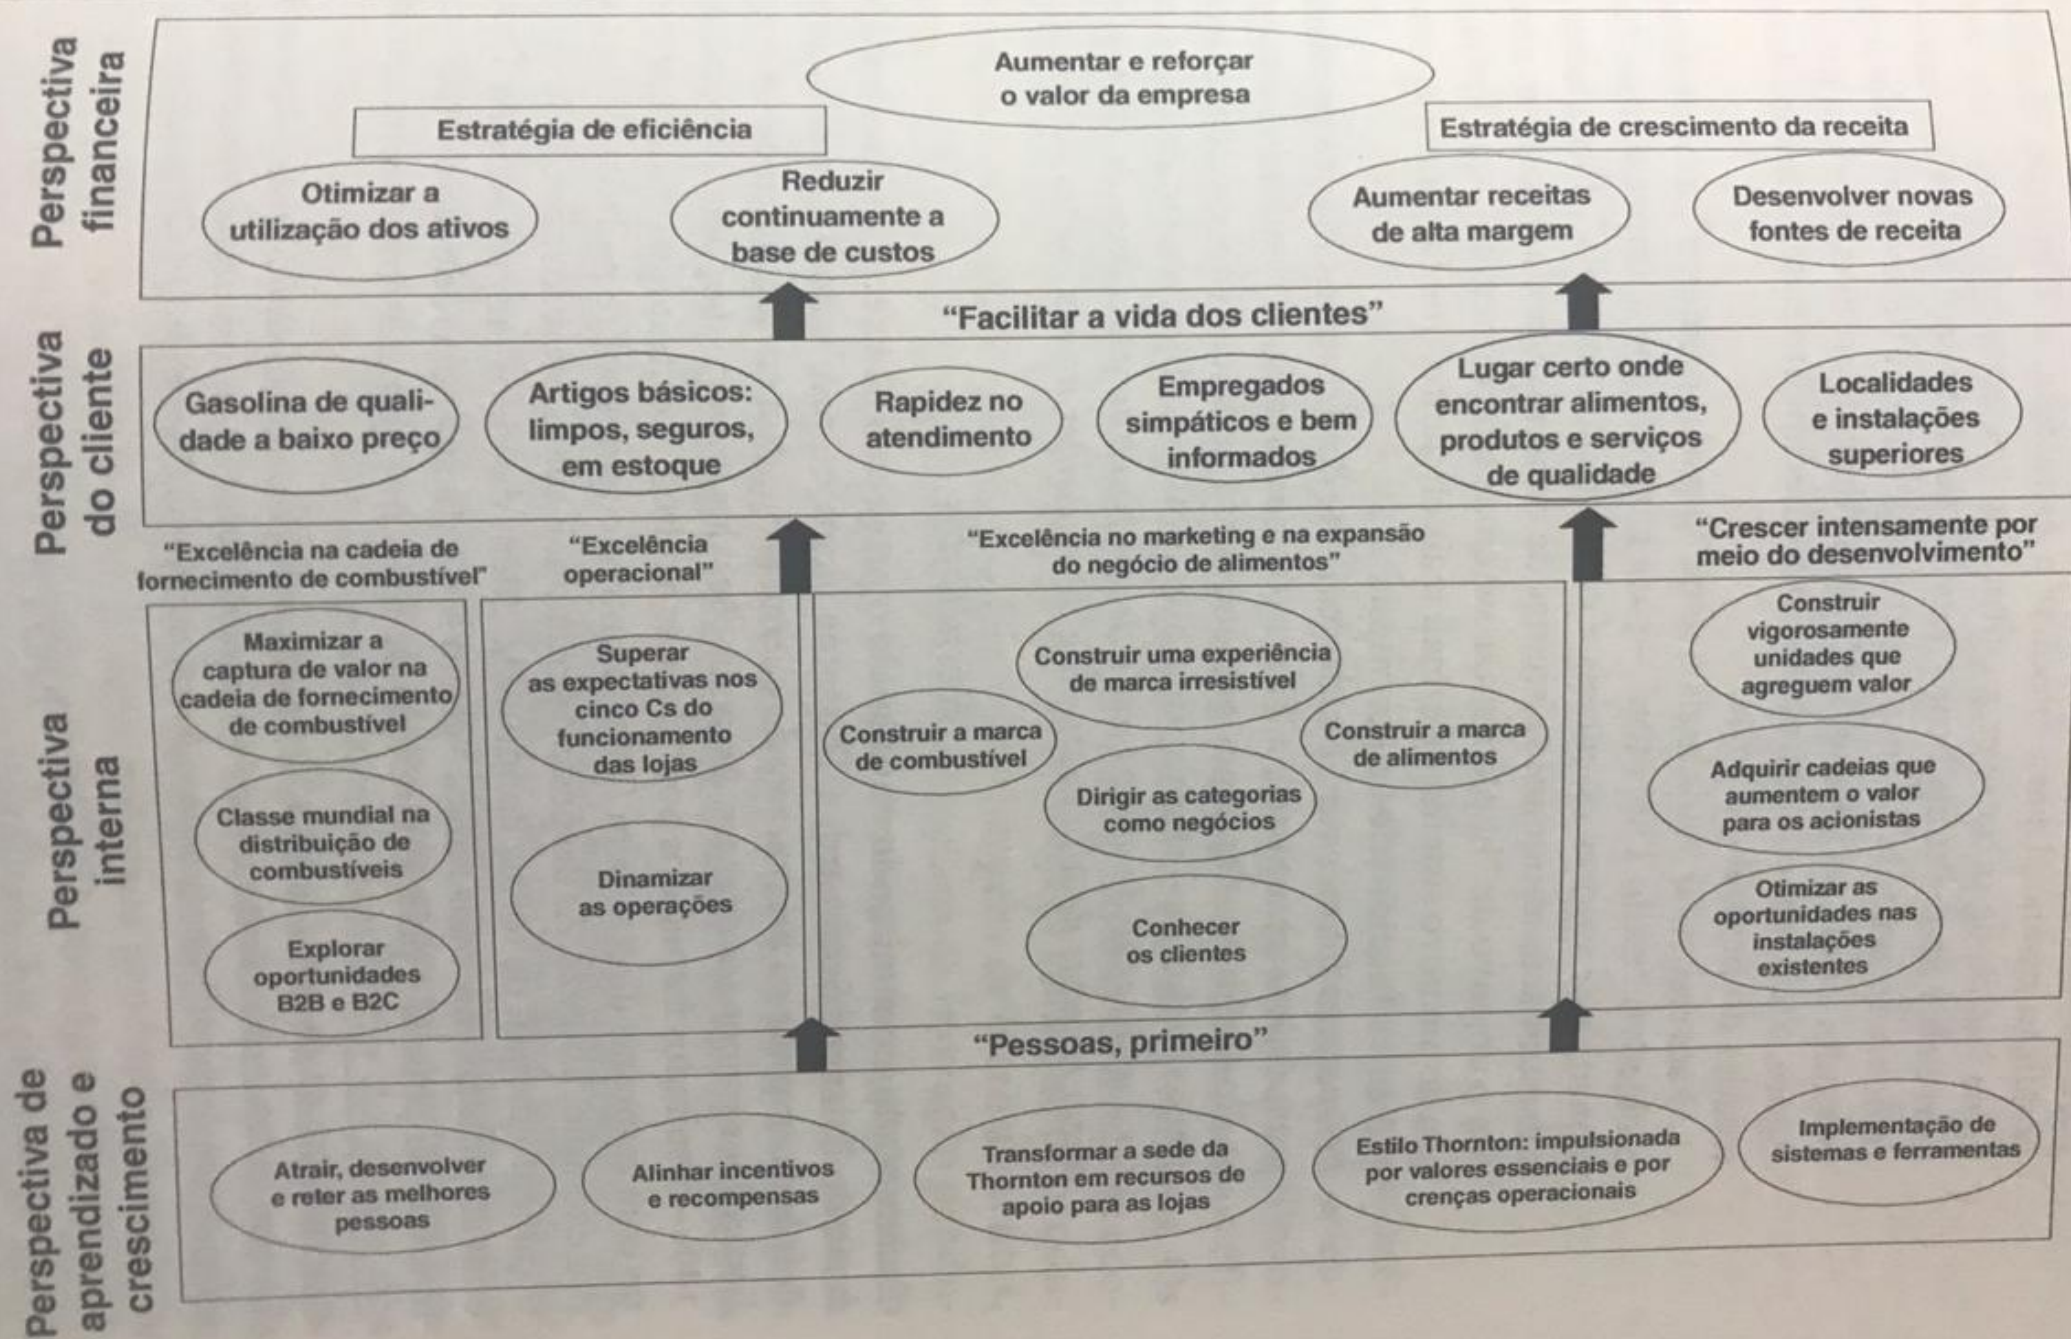 Perspectiva
financeira
Aumentar e reforçar
o valor da empresa
Estratégia de eficiência
Estratégia de crescimento da receita
Otimizar a
utilização dos ativos
Reduzir
continuamente a
base de custos
Aumentar receitas
de alta margem
Desenvolver novas
fontes de receita
“Facilitar a vida dos clientes”
Perspectiva
do cliente
Gasolina de quali-
dade a baixo preço
Artigos básicos:
limpos, seguros,
em estoque
Rapidez no
atendimento
Empregados
simpáticos e bem
informados
Lugar certo onde
encontrar alimentos,
produtos e serviços
de qualidade
Localidades
e instalações
superiores
“Excelência na cadeia de
fornecimento de combustível”
“Excelência
operacional”
“Excelência no marketing e na expansão
do negócio de alimentos”
“Crescer intensamente por
meio do desenvolvimento”
Perspectiva
interna
Maximizar a
captura de valor na
cadeia de fornecimento
de combustível
Classe mundial na
distribuição de
combustíveis
Explorar
oportunidades
B2B e B2C
Superar
as expectativas nos
cinco Cs do
funcionamento
das lojas
Dinamizar
as operações
Construir uma experiência
de marca irresistível
Construir a marca
de combustível
Construir a marca
de alimentos
Dirigir as categorias
como negócios
Conhecer
os clientes
Construir
vigorosamente
unidades que
agreguem valor
Adquirir cadeias que
aumentem o valor
para os acionistas
Otimizar as
oportunidades nas
instalações
existentes
“Pessoas, primeiro”
Perspectiva de
aprendizado e
crescimento
Atrair, desenvolver
e reter as melhores
pessoas
Alinhar incentivos
e recompensas
Transformar a sede da
Thornton em recursos de
apoio para as lojas
Estilo Thornton: impulsionada
por valores essenciais e por
crenças operacionais
Implementação de
sistemas e ferramentas